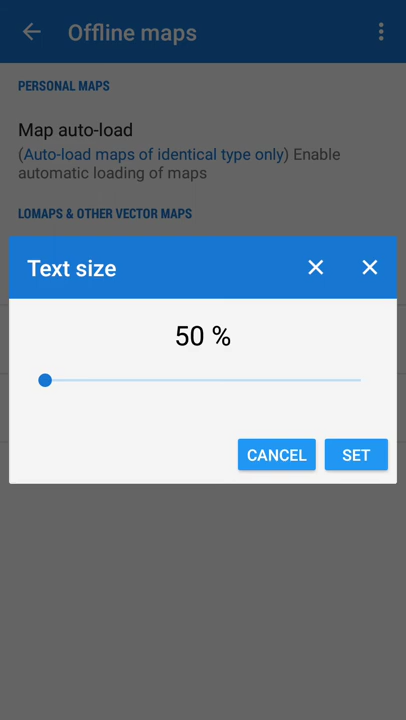 Offline maps
PERSONAL MAPS
Map auto-load
(Auto-load maps of identical type only) Enable
automatic loading of maps
LOMAPS & OTHER VECTOR MAPS
Text size
50 %
CANCEL
SET